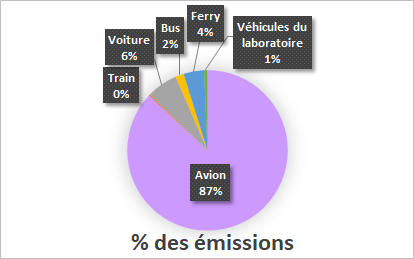 Ferry
4%
Bus
2%
Véhicules du
laboratoire
1%
Voiture
6%
Train
0%
Avion
87%
% des émissions